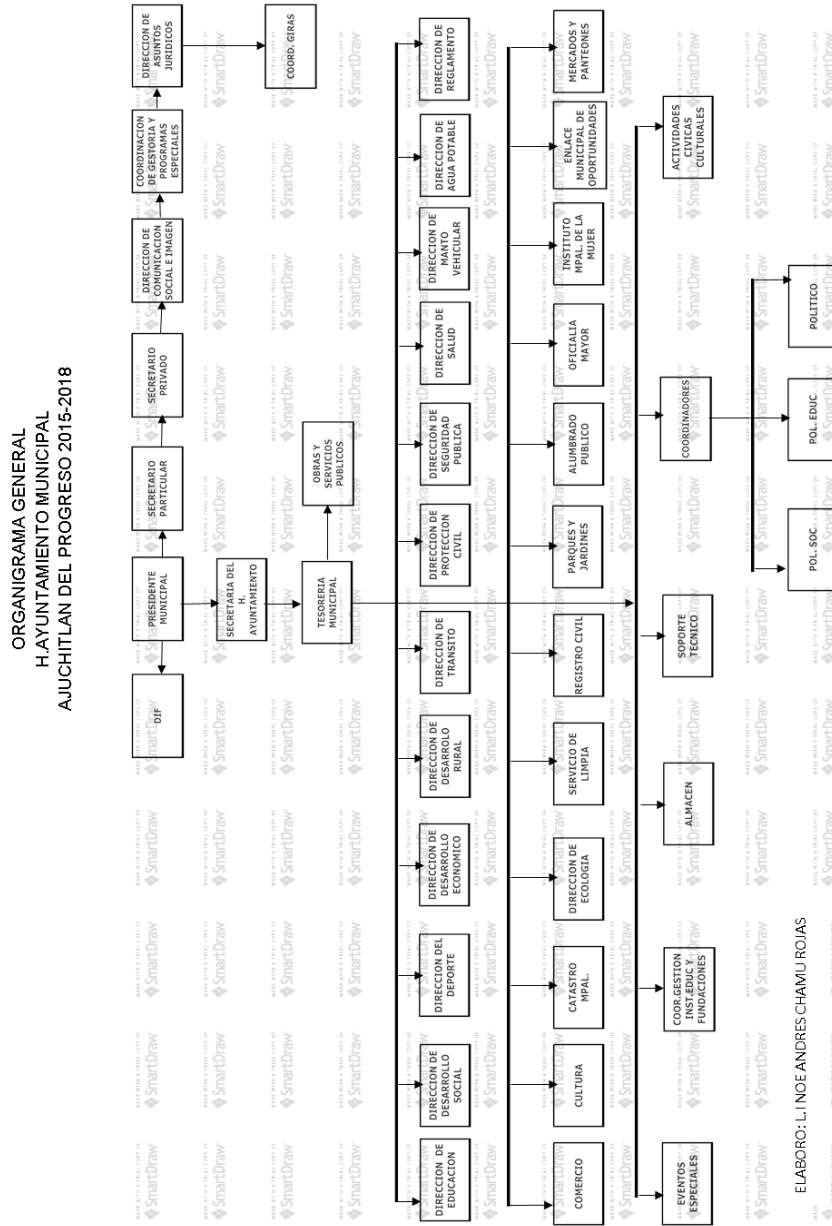 ORGANIGRAMA GENERAL
H.AYUNTAMIENTO MUNICIPAL
AJUCHITLAN DEL PROGRESO 2015-2018
DIF
PRESIDENTE
MUNICIPAL
SECRETARIO
PARTICULAR
SECRETARIO
PRIVADO
DIRECCION DE
COMUNICACION
SOCIAL E IMAGEN
COORDINACION
DE GESTORIA Y
PROGRAMAS
ESPECIALES
DIRECCION DE
ASUNTOS
JURIDICOS
SECRETARIA DEL
H.
AYUNTAMIENTO
COORD. GIRAS
TESORERIA
MUNICIPAL
OBRAS Y
SERVICIOS
PUBLICOS
DIRECCION DE
EDUCACION
DIRECCION DE
DESARROLLO
SOCIAL
DIRECCION DEL
DEPORTE
DIRECCION DE
DESARROLLO
ECONOMICO
DIRECCION DE
DESARROLO
RURAL
DIRECCION DE
TRANSITO
DIRECCION DE
PROTECCION
CIVIL
DIRECCION DE
SEGURIDAD
PUBLICA
DIRECCION DE
SALUD
DIRECCION DE
MANTO
VEHICULAR
DIRECCION DE
AGUA POTABLE
DIRECCION DE
REGLAMENTO
COMERCIO
CULTURA
CATASTRO
MPAL.
DIRECCION DE
ECOLOGIA
SERVICIO DE
LIMPIA
REGISTRO CIVIL
PARQUES Y
JARDINES
ALUMBRADO
PUBLICO
OFICIALIA
MAYOR
INSTITUTO
MPAL. DE LA
MUJER
ENLACE
MUNICIPAL DE
OPORTUNIDADES
MERCADOS Y
PANTEONES
EVENTOS
ESPECIALES
COOR.GESTION
INST.EDUC Y
FUNDACIONES
ALMACEN
SOPORTE
TECNICO
COORDINADORES
ACTIVIDADES
CIVICAS
CULTURALES
POL. SOC
POL. EDUC
POLITICO
ELABORO: L.I NOE ANDRES CHAMU ROJAS
MADE WITH A TRIAL COPY OF
SmartDraw